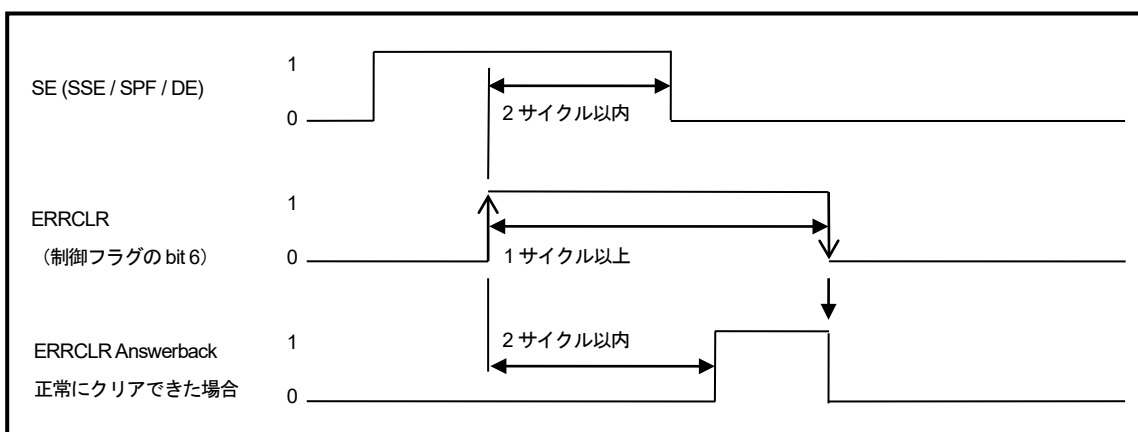 1
SE (SSE / SPF / DE)
2 サイクル以内
0
1
ERRCLR
（制御フラグの bit 6） 0
1 サイクル以上
2 サイクル以内
ERRCLR Answerback 1
正常にクリアできた場合 0